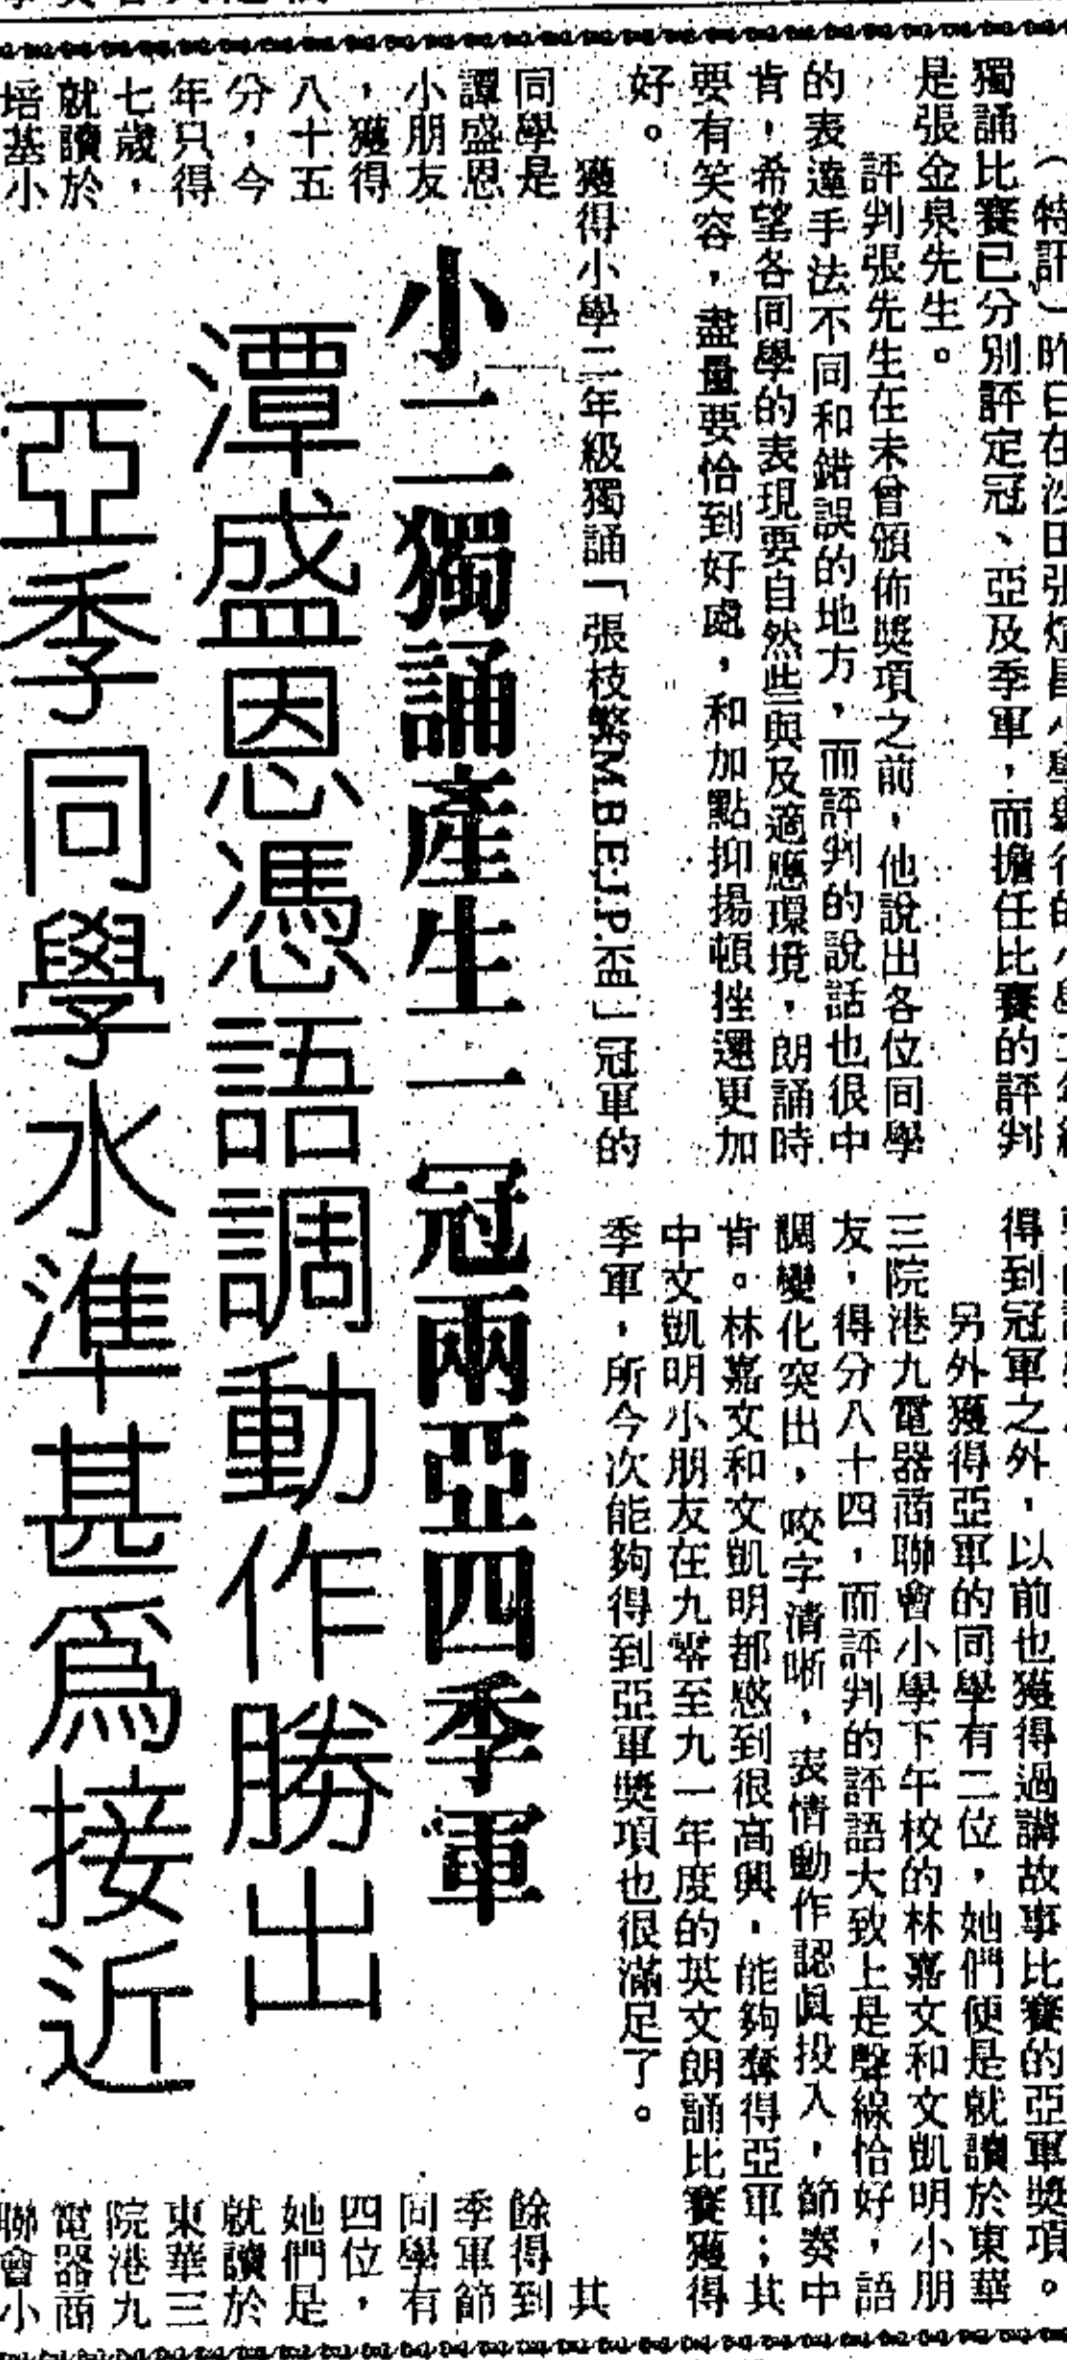 小二獨誦產生一冠兩亞四季軍
潭盛恩憑語調動作勝出
亞季同學水準甚爲接近
（特訊）昨日在沙田張煊昌小學舉行的小學二年級
獨誦比賽已分別評定冠、亞及季軍，而擔任比賽的評判
是張金泉先生。
評判張先生在未曾頒佈獎項之前，他說出各位同學
的表達手法不同和錯誤的地方，而評判的說話也很中
肯，希望各同學的表現要自然些與及適應環境，朗誦時
要有笑容，盡量要恰到好處，和加點抑揚頓挫還更加
好。
獲得小學二年級獨誦「張枝繁M.B.E.J.P.盃」冠軍的
同學是
譚盛恩
小朋友
，獲得
八十五
分，今
年只得
七歲，
就讀於
培基小
得到冠軍之外，以前也獲得過講故事比賽的亞軍獎項。
另外獲得亞軍的同學有二位，她們便是就讀於東華
三院港九電器商聯會小學下午校的林嘉文和文凱明小朋
友，得分八十四，而評判的評語大致上是聲線恰好，語
調變化突出，咬字清晰，表情動作認眞投入，節奏中
肯。林嘉文和文凱明都感到很高興，能夠奪得亞軍；其
中文凱明小朋友在九零至九一年度的英文朗誦比賽獲得
季軍，所今次能夠得到亞軍獎項也很滿足了。
其
餘得到
季軍節
同學有
四位，
她們是
就讀於
東華三
院港九
電器商
聯會小